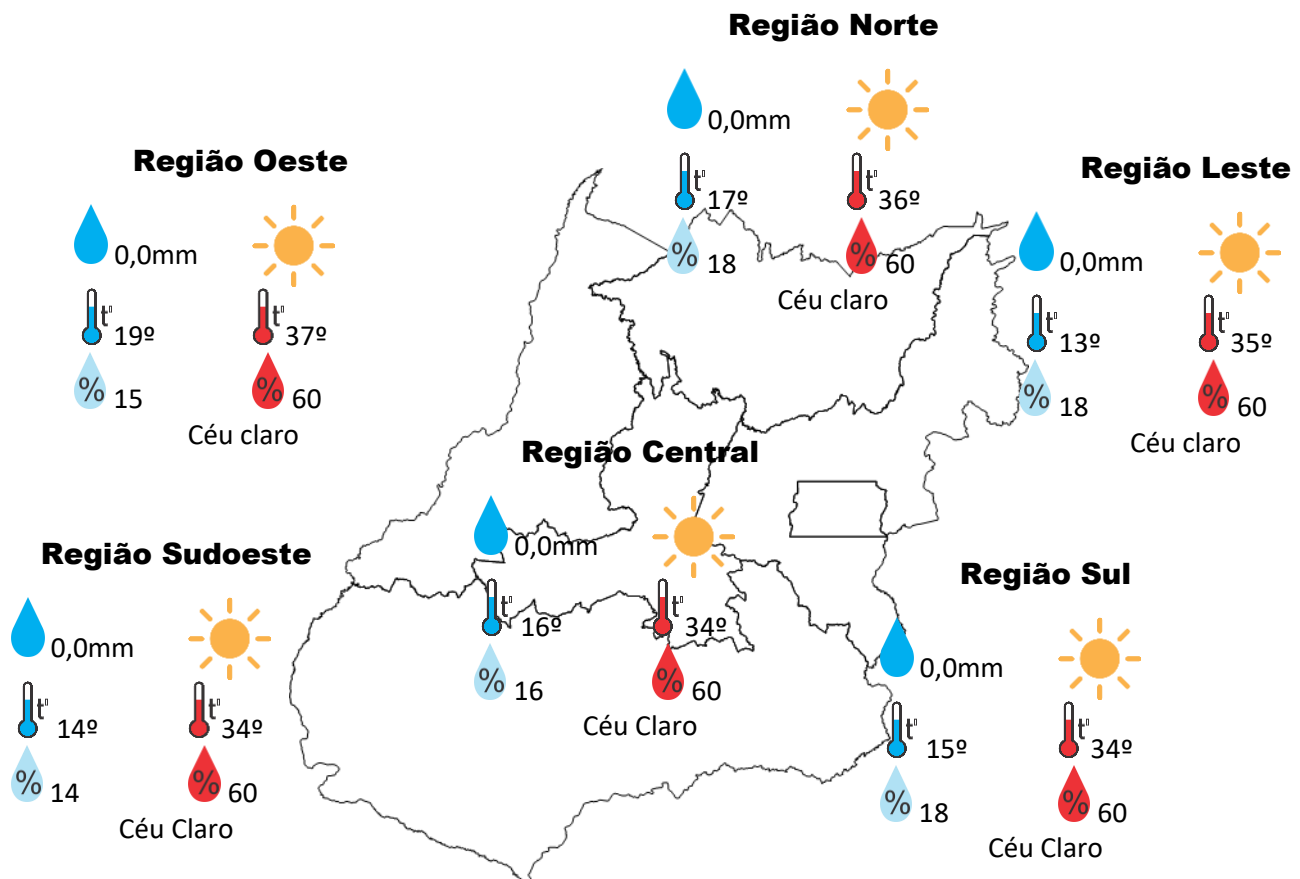 Região Norte
0,0mm
t°
17º
t°
36º
% 18
% 60
Céu claro
Região Oeste
0,0mm
t°
19º
t°
37º
% 15
% 60
Céu claro
Região Leste
0,0mm
t°
13º
t°
35º
% 18
% 60
Céu claro
Região Central
0,0mm
t°
16º
t°
34º
% 16
% 60
Céu Claro
Região Sudoeste
0,0mm
t°
14º
t°
34º
% 14
% 60
Céu Claro
Região Sul
0,0mm
t°
15º
t°
34º
% 18
% 60
Céu Claro